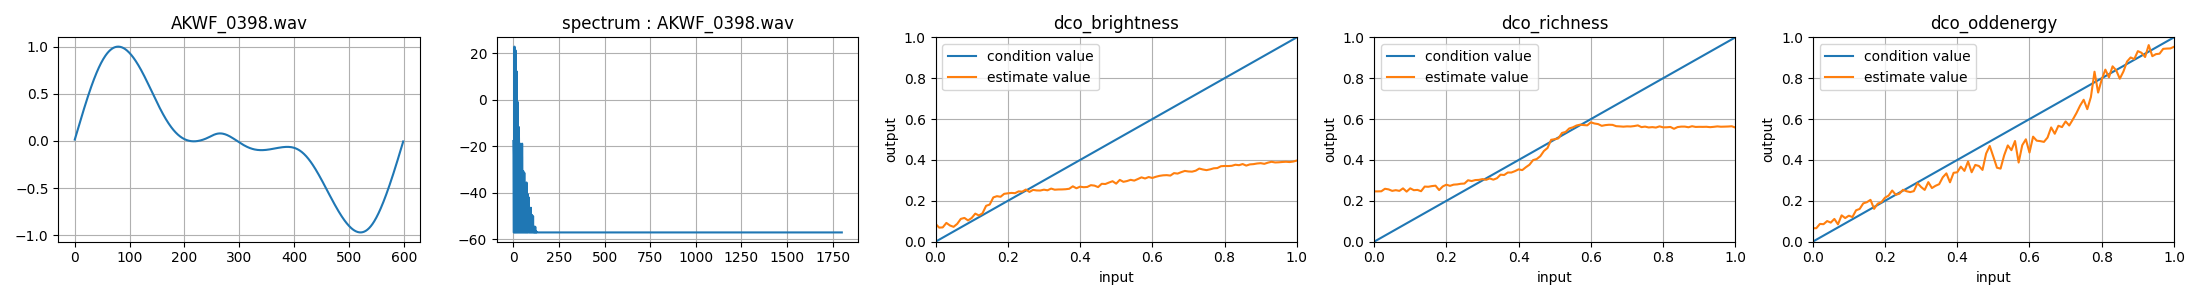 AKWF_0398.wav
1.0
0.5
0.0
−0.5
−1.0
0 100 200 300 400 500 600
spectrum : AKWF_0398.wav
20
0
−20
−40
−60
0 250 500 750 1000 1250 1500 1750
dco_brightness
condition value
estimate value
output
1.0
0.8
0.6
0.4
0.2
0.0
0.0 0.2 0.4 0.6 0.8 1.0
input
dco_richness
condition value
estimate value
output
1.0
0.8
0.6
0.4
0.2
0.0
0.0 0.2 0.4 0.6 0.8 1.0
input
dco_oddenergy
condition value
estimate value
output
1.0
0.8
0.6
0.4
0.2
0.0
0.0 0.2 0.4 0.6 0.8 1.0
input